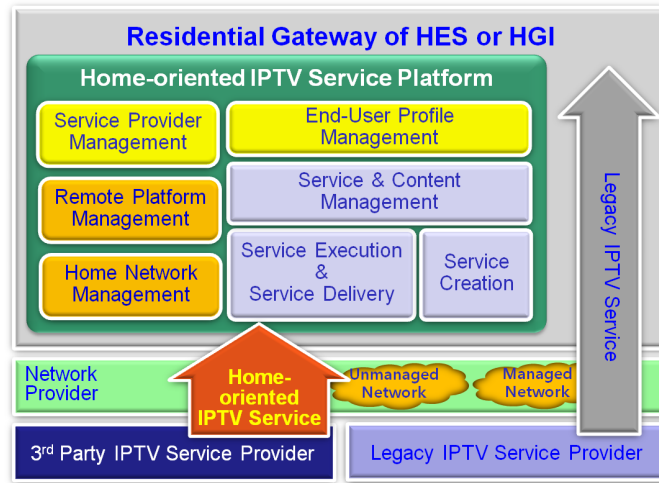 Residential Gateway of HES or HGI
Home-oriented IPTV Service Platform
Service Provider
Management
End-User Profile
Management
Remote Platform
Management
Service & Content
Management
Home Network
Management
Service Execution
&
Service Delivery
Service
Creation
Legacy IPTV Service
Network
Provider
Home-
oriented
IPTV Service
Unmanaged
Network
Managed
Network
3rd Party IPTV Service Provider
Legacy IPTV Service Provider